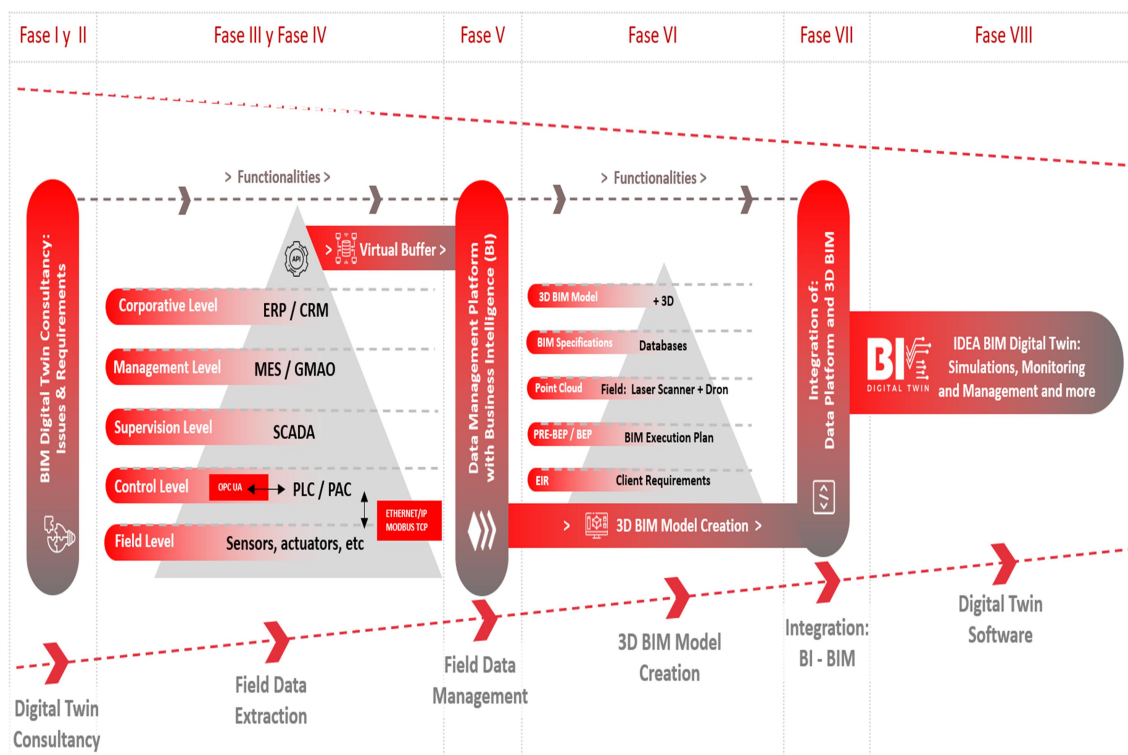 Fase I y II
Fase III y Fase IV
Fase V
Fase VI
Fase VII
Fase VIII
> Functionalities >
> Functionalities >
BIM Digital Twin Consultancy:
Issues & Requirements
API
> Virtual Buffer >
Corporative Level
ERP / CRM
Management Level
MES / GMAO
Supervision Level
SCADA
Control Level
OPC UA
PLC / PAC
ETHERNET/IP
MODBUS TCP
Field Level
Sensors, actuators, etc
Data Management Platform
with Business Intelligence (BI)
3D BIM Model
+ 3D
BIM Specifications
Databases
Point Cloud
Field: Laser Scanner + Dron
PRE-BEP / BEP
BIM Execution Plan
EIR
Client Requirements
> 3D BIM Model Creation >
Integration of:
Data Platform and 3D BIM
</>
BIM
DIGITAL TWIN
IDEA BIM Digital Twin:
Simulations, Monitoring
and Management and more
Digital Twin
Consultancy
Field Data
Extraction
Field Data
Management
3D BIM Model
Creation
Integration:
BI - BIM
Digital Twin
Software